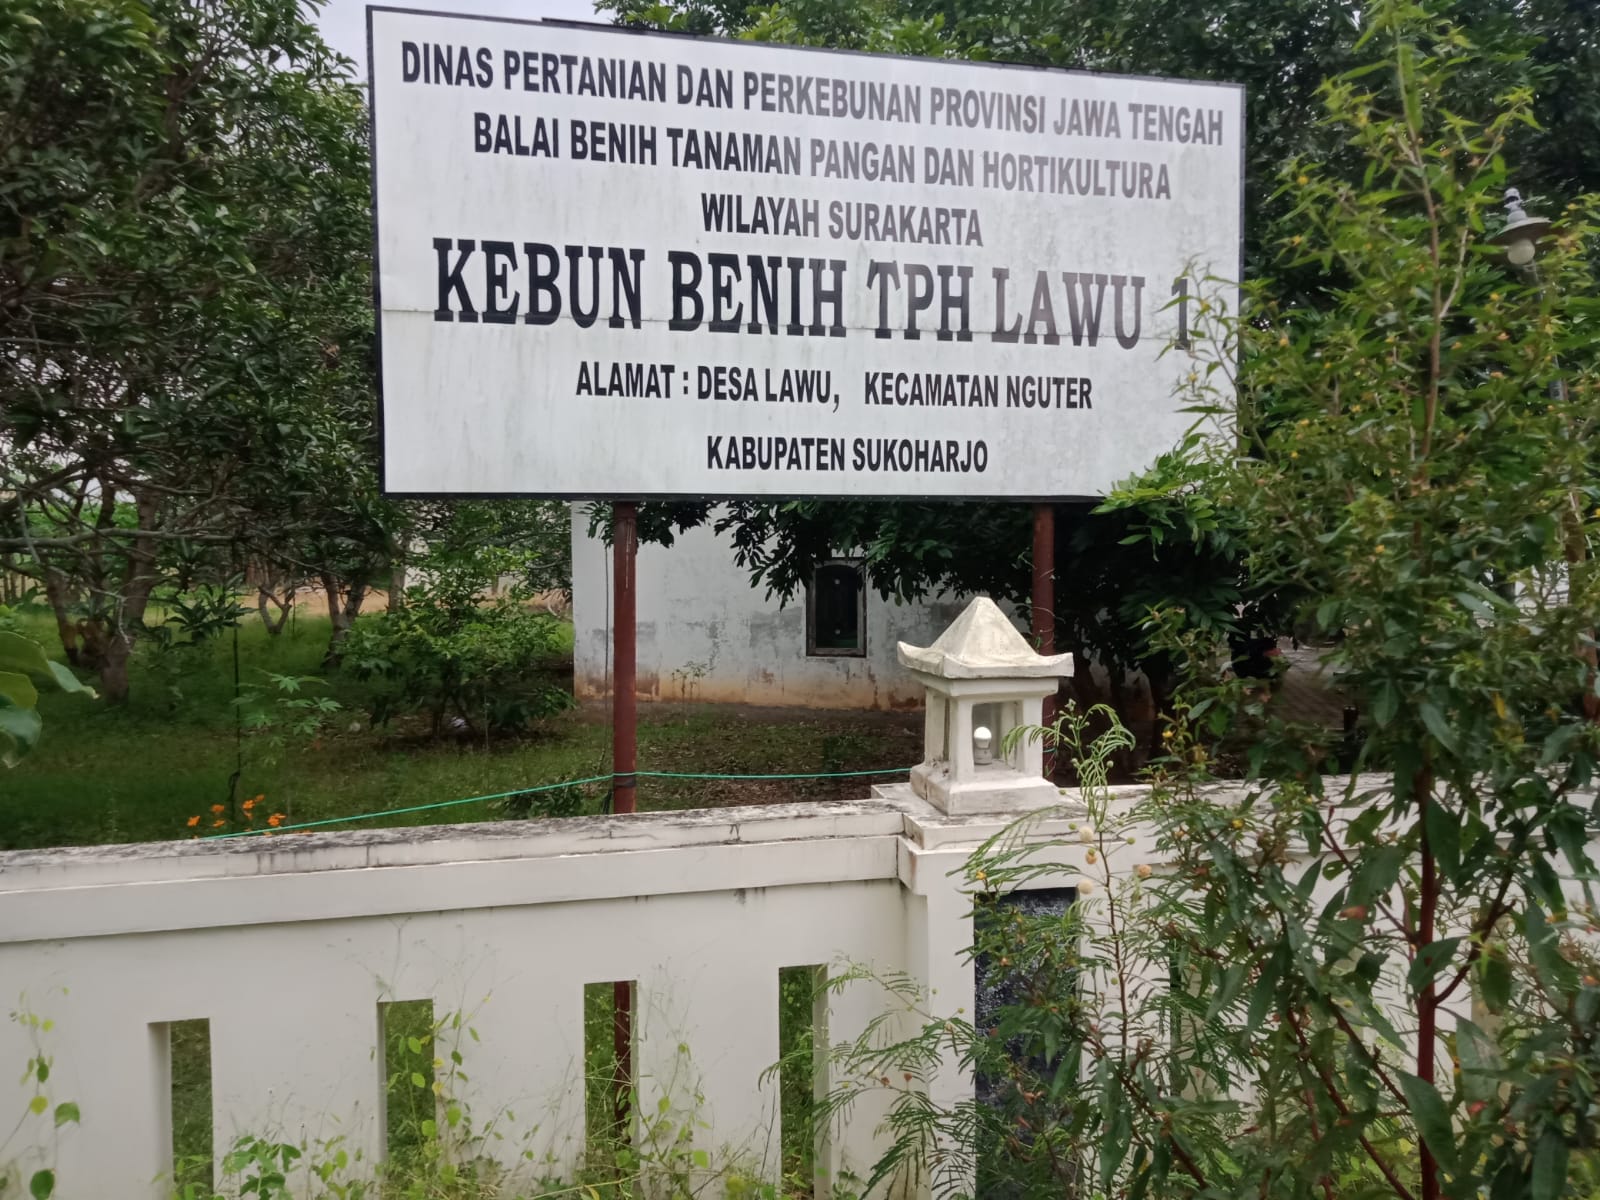 DINAS PERTANIAN DAN PERKEBUNAN PROVINSI JAWA TENGAH
BALAI BENIH TANAMAN PANGAN DAN HORTIKULTURA
WILAYAH SURAKARTA
KEBUN BENIH TPH LAWU 1
ALAMAT : DESA LAWU, KECAMATAN NGUTER
KABUPATEN SUKOHARJO